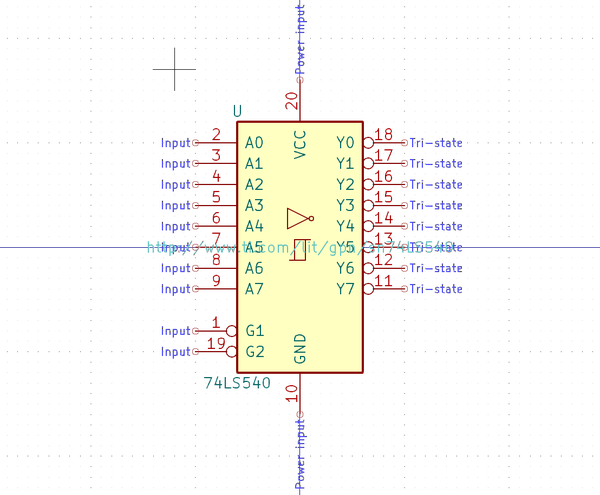 Power input
20
U
VCC
Input 2 A0 Y0 18 Tri-state
Input 3 A1 Y1 17 Tri-state
Input 4 A2 Y2 16 Tri-state
Input 5 A3 Y3 15 Tri-state
Input 6 A4 Y4 14 Tri-state
Input 7 A5 Y5 13 Tri-state
http://www.ti.com/lit/gpn/sn74LS540
Input 8 A6 Y6 12 Tri-state
Input 9 A7 Y7 11 Tri-state
Input 1 G1
Input 19 G2
GND
74LS540
10
Power input